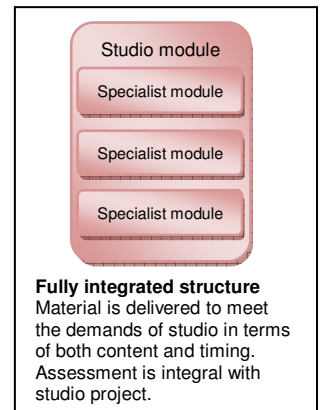 Studio module
Specialist module
Specialist module
Specialist module
Fully integrated structure
Material is delivered to meet
the demands of studio in terms
of both content and timing.
Assessment is integral with
studio project.